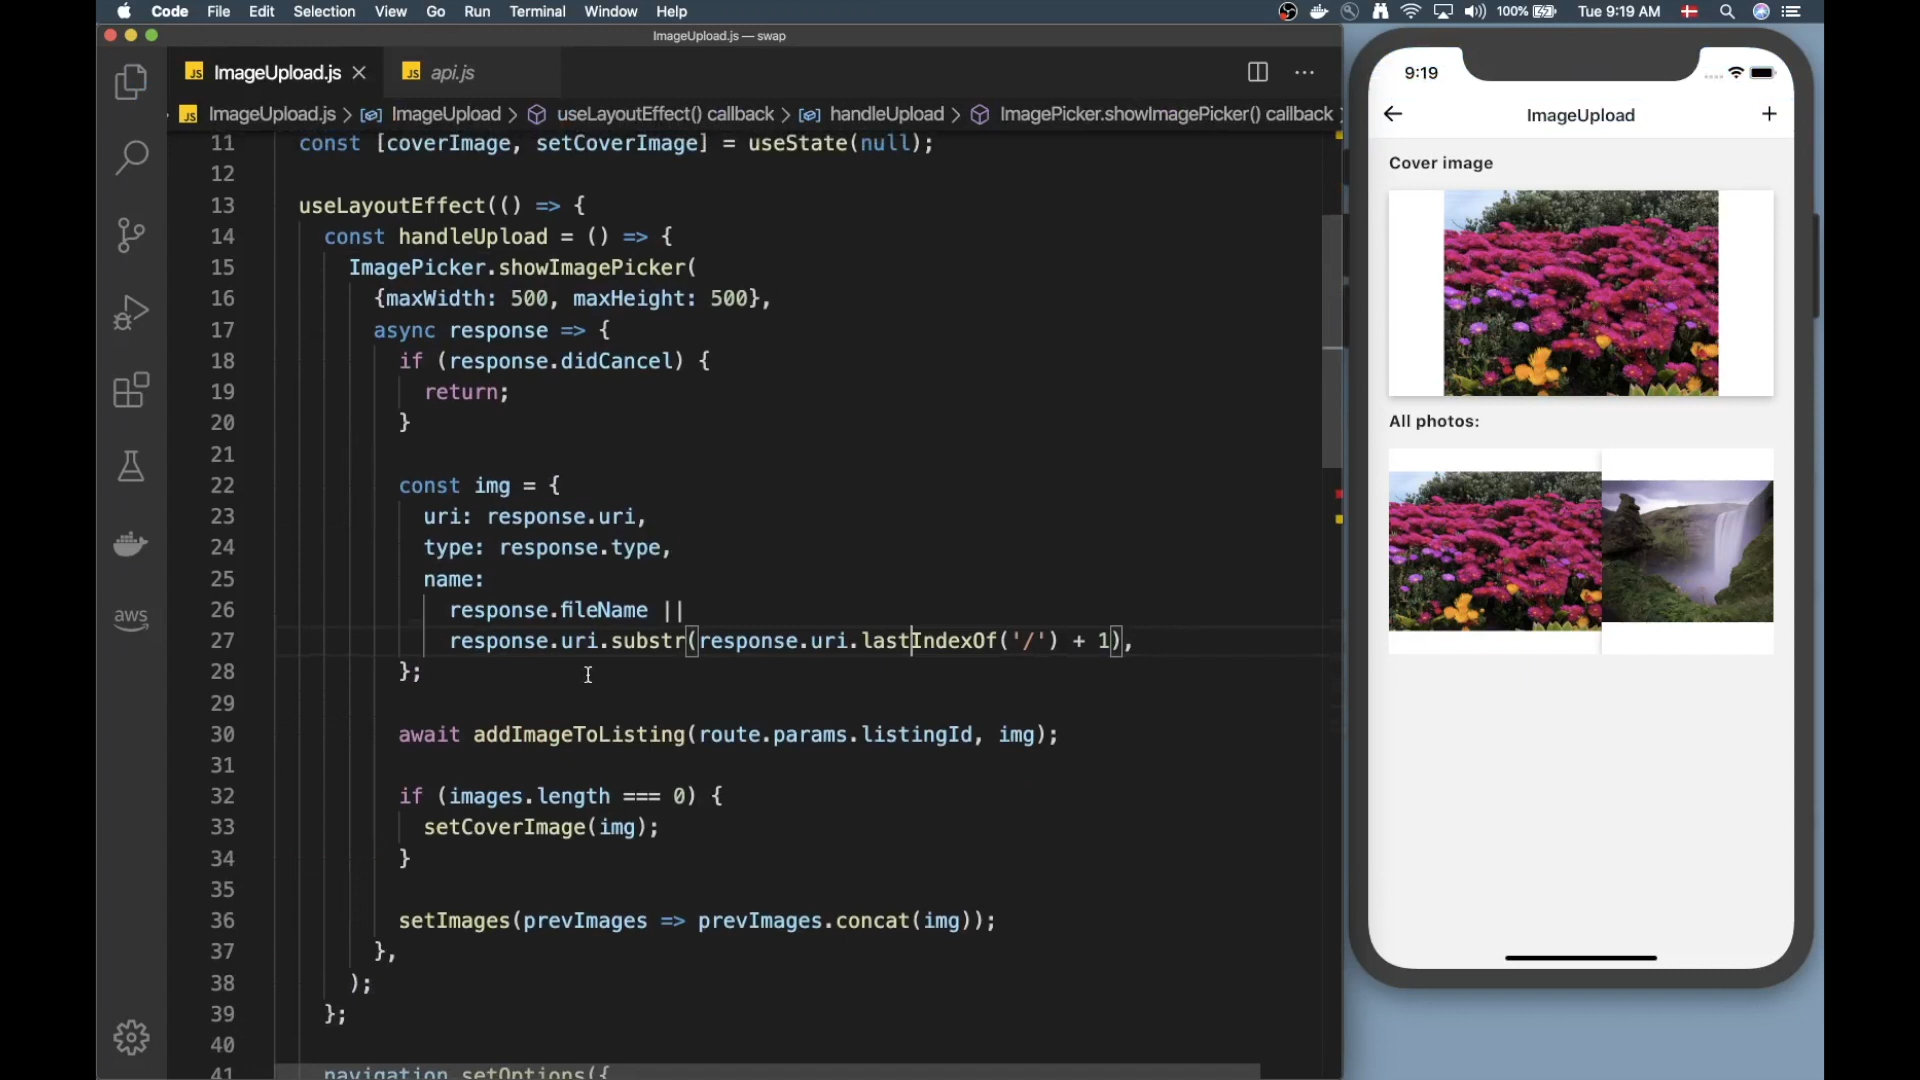 Code File Edit Selection View Go Run Terminal Window Help 100% Tue 9:19 AM
ImageUpload.js — swap
JS ImageUpload.js JS api.js
JS ImageUpload.js > ImageUpload > useLayoutEffect() callback > handleUpload > ImagePicker.showImagePicker() callback
11 const [coverImage, setCoverImage] = useState(null);
12
13 useLayoutEffect(() => {
14 const handleUpload = () => {
15 ImagePicker.showImagePicker(
16 {maxWidth: 500, maxHeight: 500},
17 async response => {
18 if (response.didCancel) {
19 return;
20 }
21
22 const img = {
23 uri: response.uri,
24 type: response.type,
25 name:
26 response.fileName ||
27 response.uri.substr(response.uri.lastIndexOf('/') + 1),
28 };
29
30 await addImageToListing(route.params.listingId, img);
31
32 if (images.length === 0) {
33 setCoverImage(img);
34 }
35
36 setImages(prevImages => prevImages.concat(img));
37 },
38 );
39 };
40
41 navigation.setOptions({
aws
9:19
ImageUpload
Cover image
All photos: